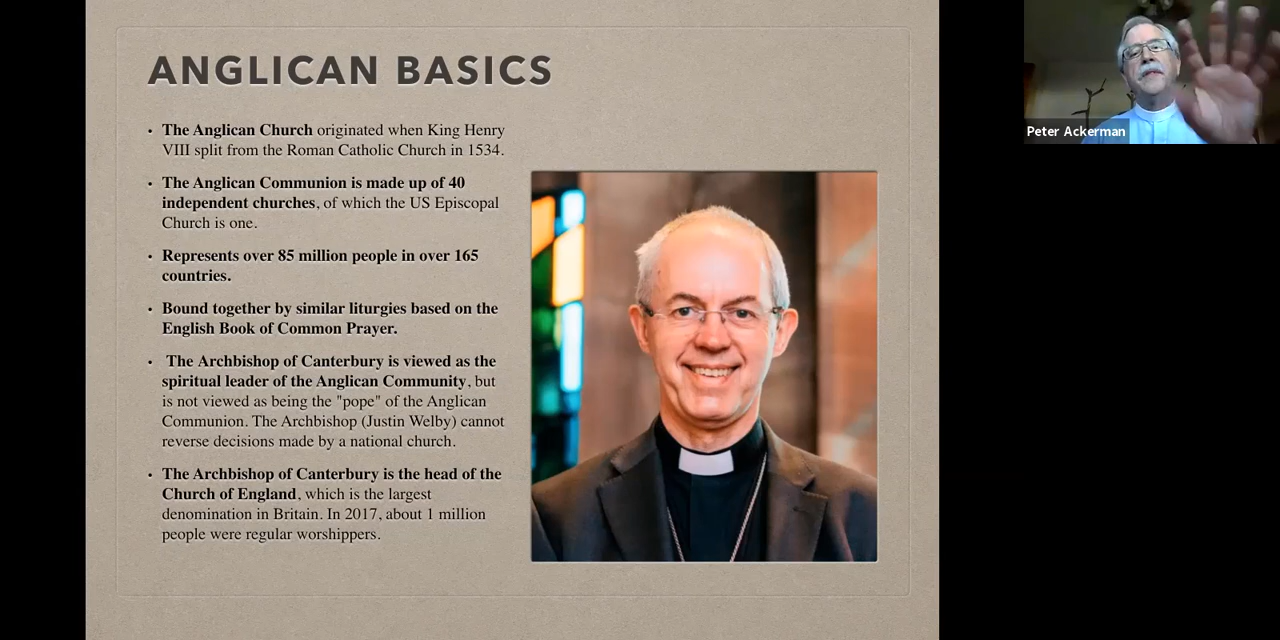 ANGLICAN BASICS
• The Anglican Church originated when King Henry
VIII split from the Roman Catholic Church in 1534.
• The Anglican Communion is made up of 40
independent churches, of which the US Episcopal
Church is one.
• Represents over 85 million people in over 165
countries.
• Bound together by similar liturgies based on the
English Book of Common Prayer.
• The Archbishop of Canterbury is viewed as the
spiritual leader of the Anglican Community, but
is not viewed as being the "pope" of the Anglican
Communion. The Archbishop (Justin Welby) cannot
reverse decisions made by a national church.
• The Archbishop of Canterbury is the head of the
Church of England, which is the largest
denomination in Britain. In 2017, about 1 million
people were regular worshippers.
Peter Ackerman